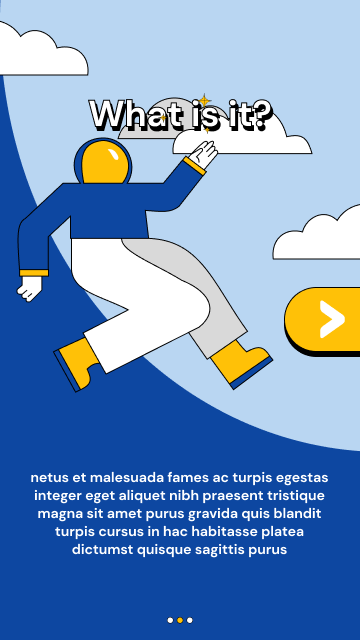 What is it?
netus et malesuada fames ac turpis egestas
integer eget aliquet nibh praesent tristique
magna sit amet purus gravida quis blandit
turpis cursus in hac habitasse platea
dictumst quisque sagittis purus